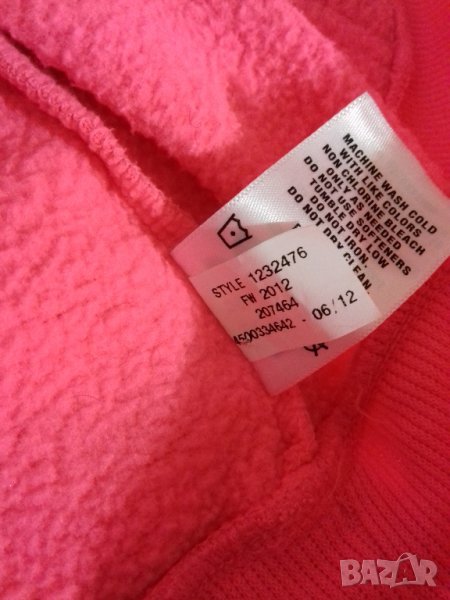 MACHINE WASH COLD
WITH LIKE COLORS
NON CHLORINE BLEACH
ONLY AS NEEDED
DO NOT USE SOFTENERS
TUMBLE DRY LOW
DO NOT IRON,
DO NOT DRY CLEAN
STYLE 1232476
FW 2012
207464
4500334642 - 06/12
BAZAR